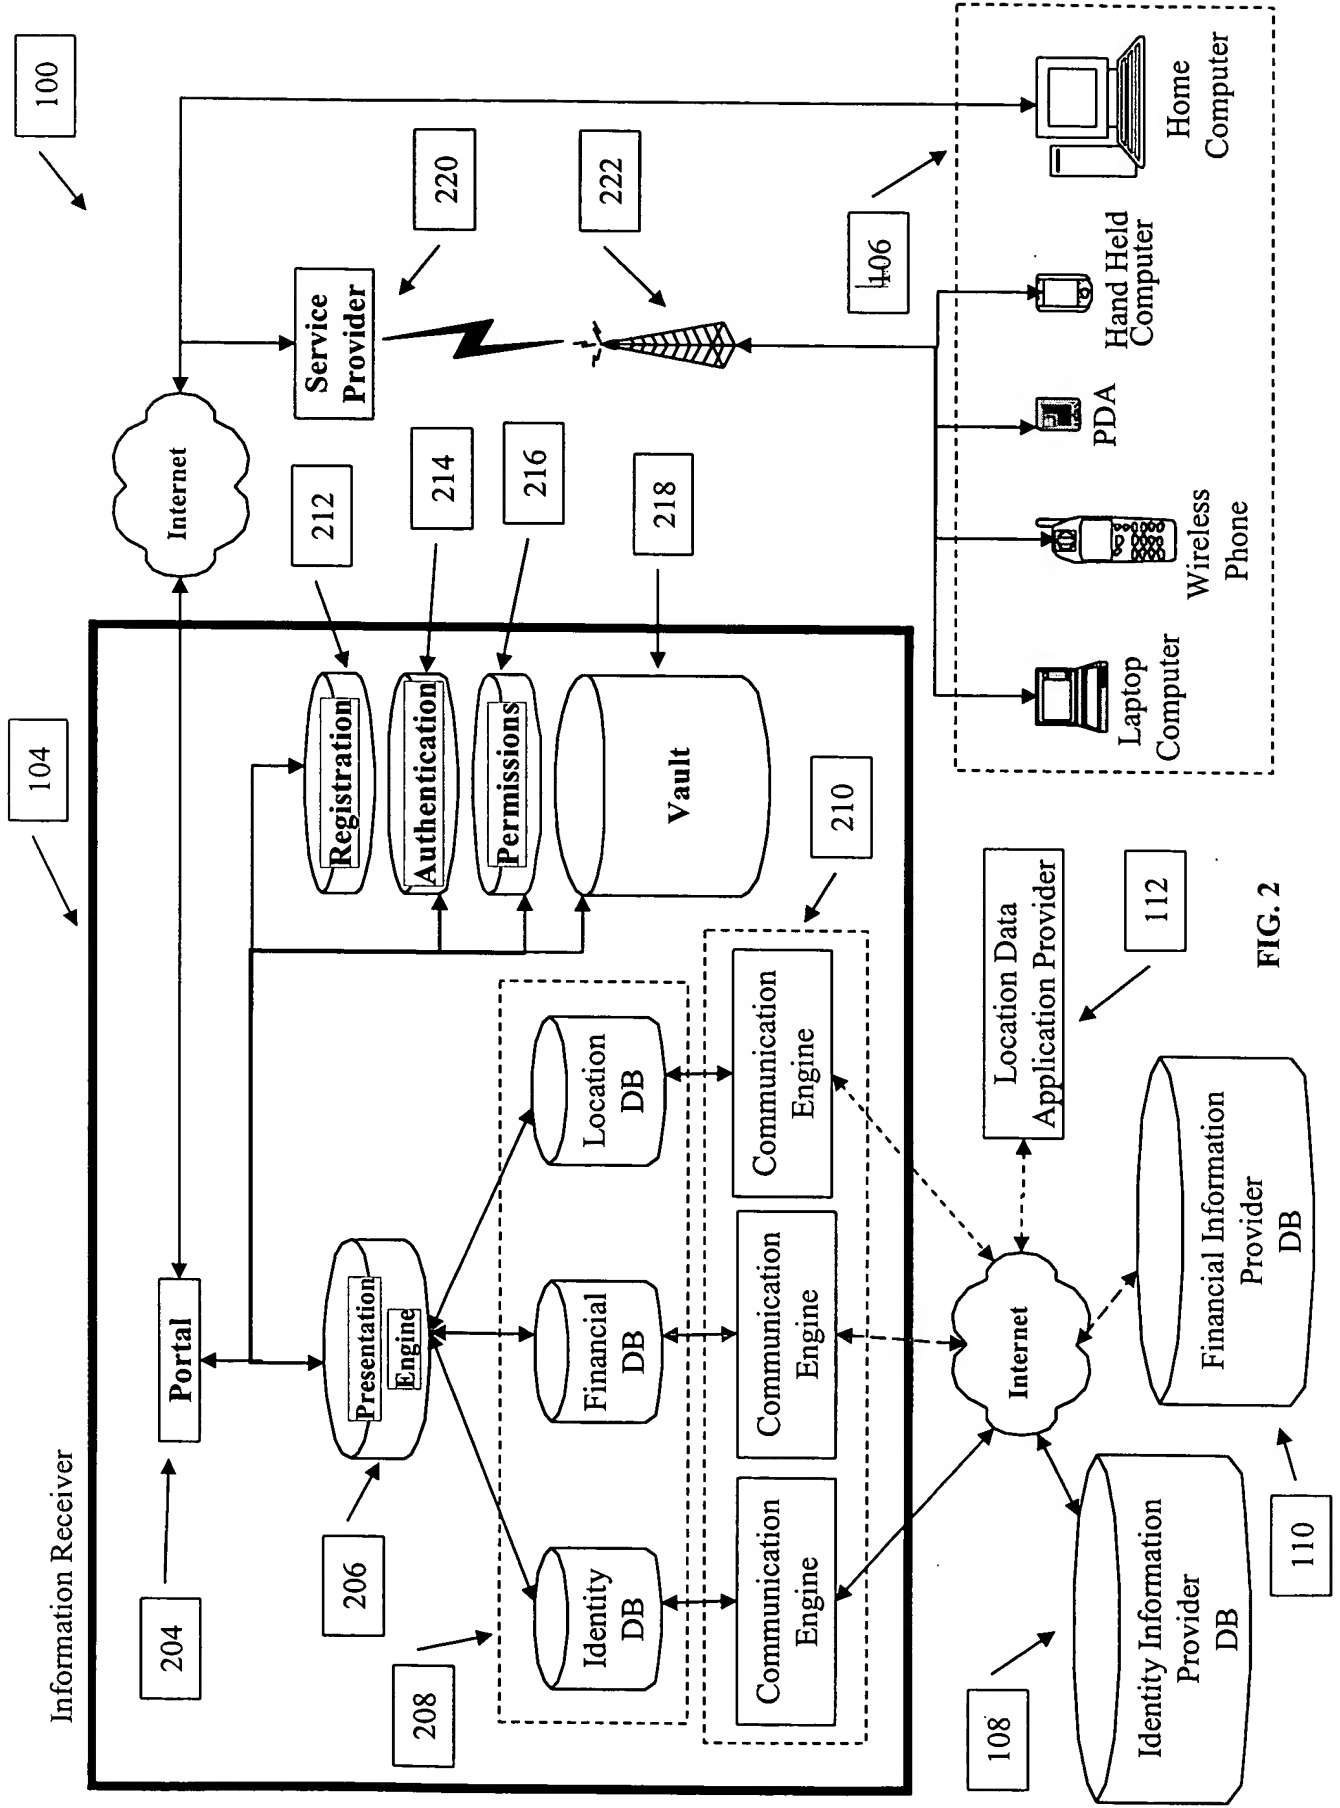 Information Receiver
104
100
204
Portal
Internet
206
Presentation
Engine
Registration
212
Authentication
214
Permissions
216
Vault
218
Service
Provider
220
222
208
Identity
DB
Financial
DB
Location
DB
210
Communication
Engine
Communication
Engine
Communication
Engine
106
Laptop
Computer
Wireless
Phone
PDA
Hand Held
Computer
Home
Computer
108
Identity Information
Provider
DB
Internet
110
Financial Information
Provider
DB
Location Data
Application Provider
112
FIG. 2